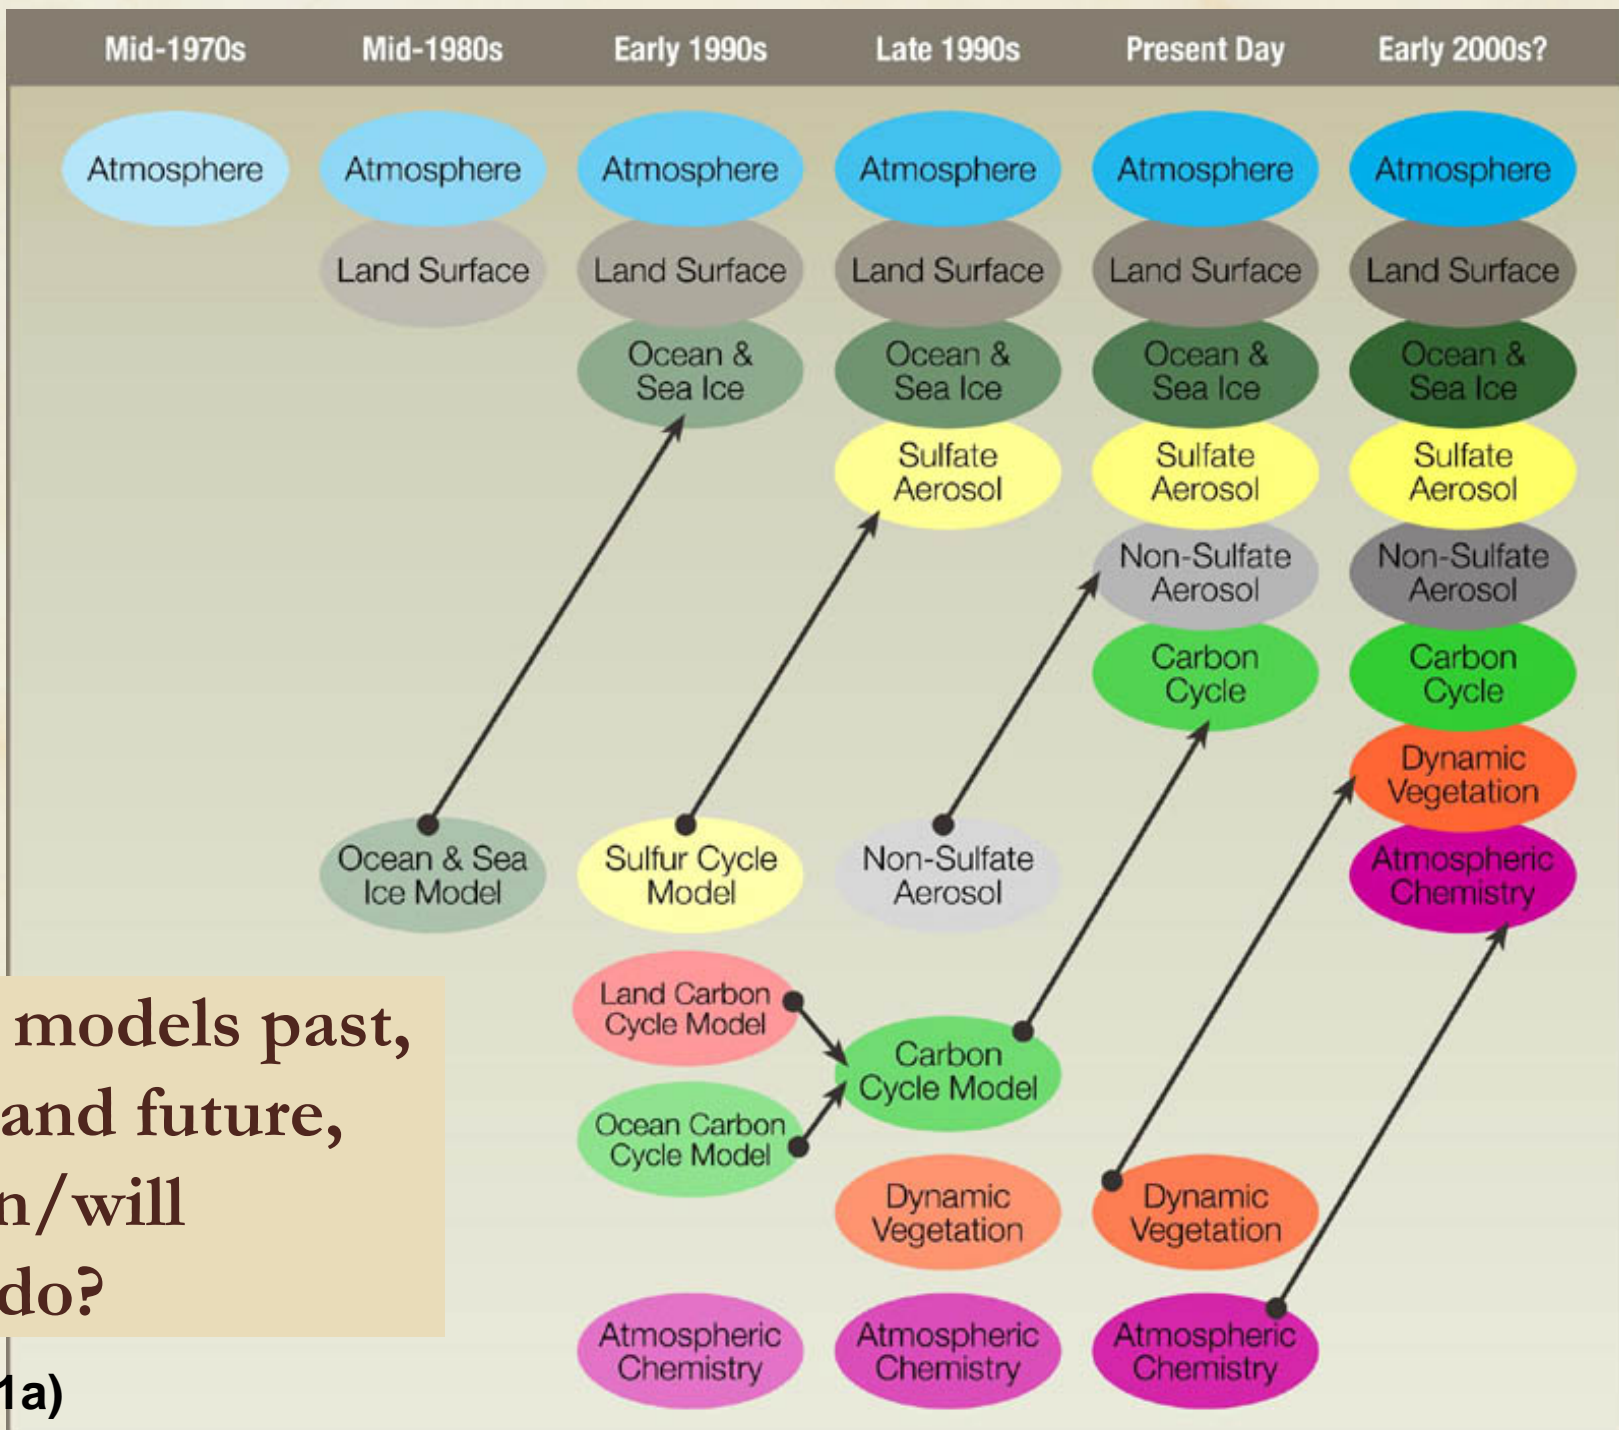 Mid-1970s Mid-1980s Early 1990s Late 1990s Present Day Early 2000s?
Atmosphere Atmosphere Atmosphere Atmosphere Atmosphere Atmosphere
Land Surface Land Surface Land Surface Land Surface Land Surface
Ocean & Ocean & Ocean & Ocean &
Sea Ice Sea Ice Sea Ice Sea Ice
Sulfate Sulfate Sulfate
Aerosol Aerosol Aerosol
Non-Sulfate Non-Sulfate
Aerosol Aerosol
Carbon Carbon
Cycle Cycle
Dynamic
Vegetation
Ocean & Sea Sulfur Cycle Non-Sulfate Atmospheric
Ice Model Model Aerosol Chemistry
Land Carbon
Cycle Model
Carbon
Cycle Model
Ocean Carbon
Cycle Model
Dynamic Dynamic
Vegetation Vegetation
Atmospheric Atmospheric Atmospheric
Chemistry Chemistry Chemistry
models past,
and future,
n/will
do?
1a)